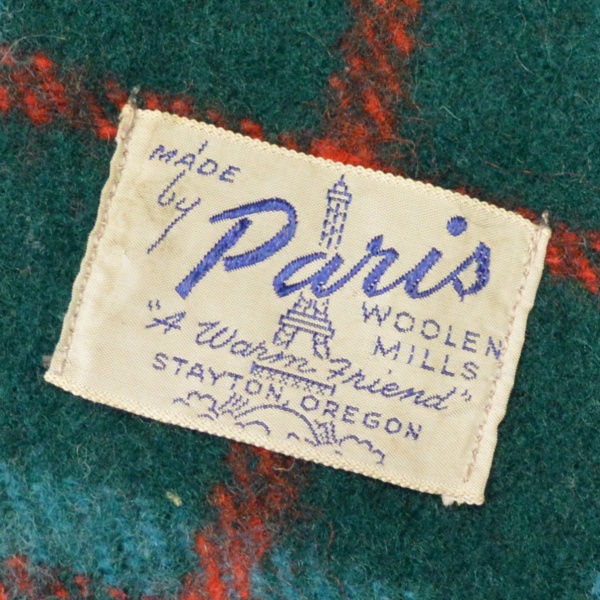 MADE
by
Paris
WOOLEN
MILLS
"A Warm Friend"
STAYTON, OREGON